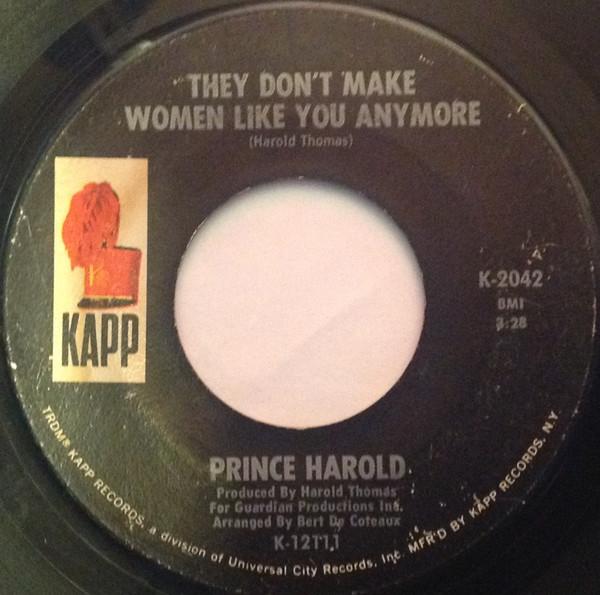 THEY DON'T MAKE
WOMEN LIKE YOU ANYMORE
(Harold Thomas)
KAPP
K-2042
BMI
3:28
PRINCE HAROLD
Produced By Harold Thomas
For Guardian Productions Inc.
Arranged By Bert De Coteaux
K-12111
TRDM® KAPP RECORDS, a division of Universal City Records, Inc. MFR'D BY KAPP RECORDS, N.Y.